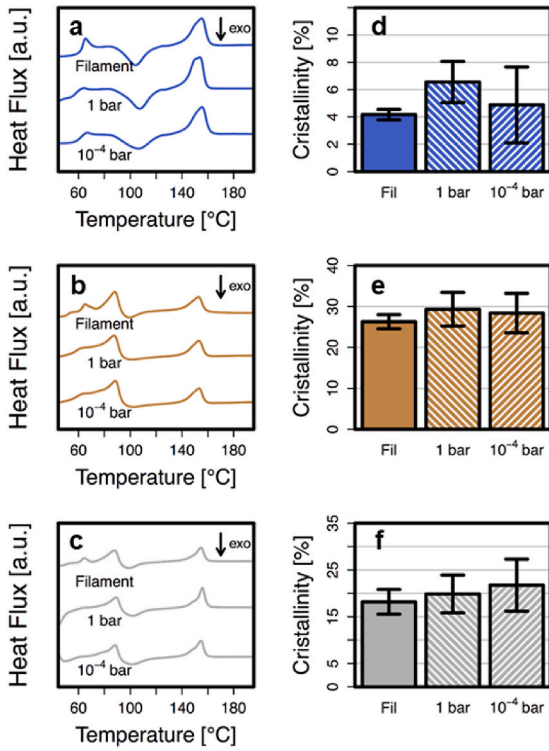 a
exo
Heat Flux [a.u.]
Filament
1 bar
10⁻⁴ bar
60 100 140 180
Temperature [°C]
d
Cristallinity [%]
0 2 4 6 8 10 12
Fil 1 bar 10⁻⁴ bar
b
exo
Heat Flux [a.u.]
Filament
1 bar
10⁻⁴ bar
60 100 140 180
Temperature [°C]
e
Cristallinity [%]
0 10 20 30 40
Fil 1 bar 10⁻⁴ bar
c
exo
Heat Flux [a.u.]
Filament
1 bar
10⁻⁴ bar
60 100 140 180
Temperature [°C]
f
Cristallinity [%]
0 5 15 25 35
Fil 1 bar 10⁻⁴ bar